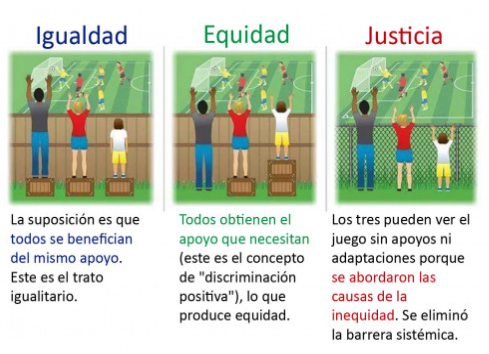 Igualdad
La suposición es que
todos se benefician
del mismo apoyo.
Este es el trato
igualitario.
Equidad
Todos obtienen el
apoyo que necesitan
(este es el concepto
de "discriminación
positiva"), lo que
produce equidad.
Justicia
Los tres pueden ver el
juego sin apoyos ni
adaptaciones porque
se abordaron las
causas de la
inequidad. Se eliminó
la barrera sistémica.